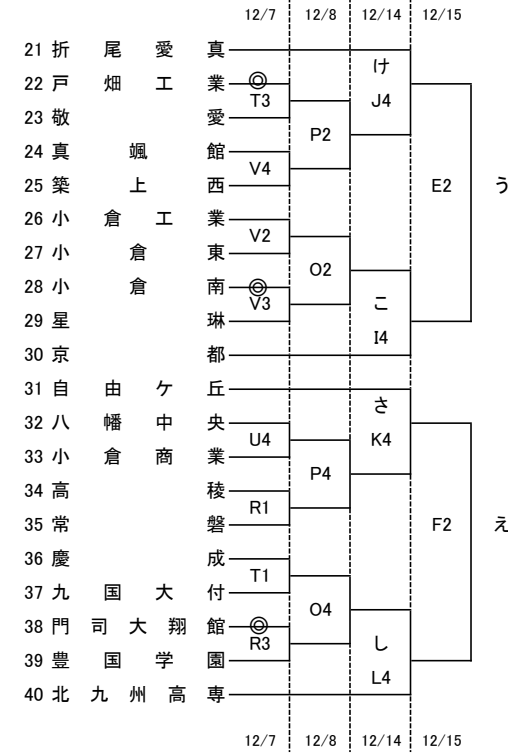 12/7 12/8 12/14 12/15
21 折尾愛真
け
22 戸畑工業 ◎
T3 J4
23 敬愛
P2
24 真颯館
V4
25 築上西 E2 う
26 小倉工業
V2
27 小倉東
O2
28 小倉南 ◎
V3 こ
29 星琳
I4
30 京都
31 自由ケ丘
さ
32 八幡中央
U4 K4
33 小倉商業
P4
34 高稜
R1
35 常磐 F2 え
36 慶成
T1
37 九国大付
O4
38 門司大翔館 ◎
R3 し
39 豊国学園
L4
40 北九州高専
12/7 12/8 12/14 12/15